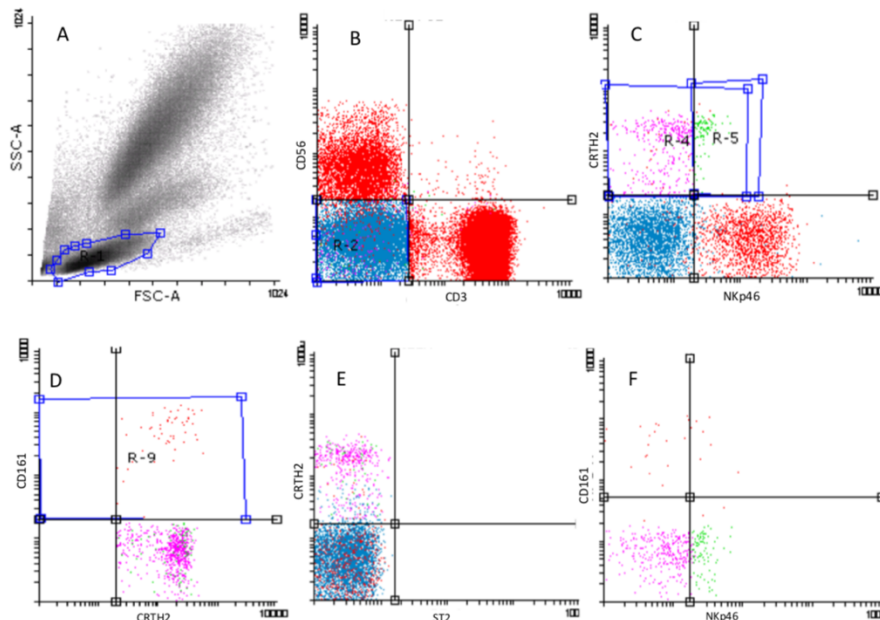 A
1024
SSC-A
R-1
FSC-A
1024
B
CD56
R-2
CD3
C
CRTH2
R-4
R-5
NKp46
D
CD161
R-9
CRTH2
E
CRTH2
ST2
F
CD161
NKp46